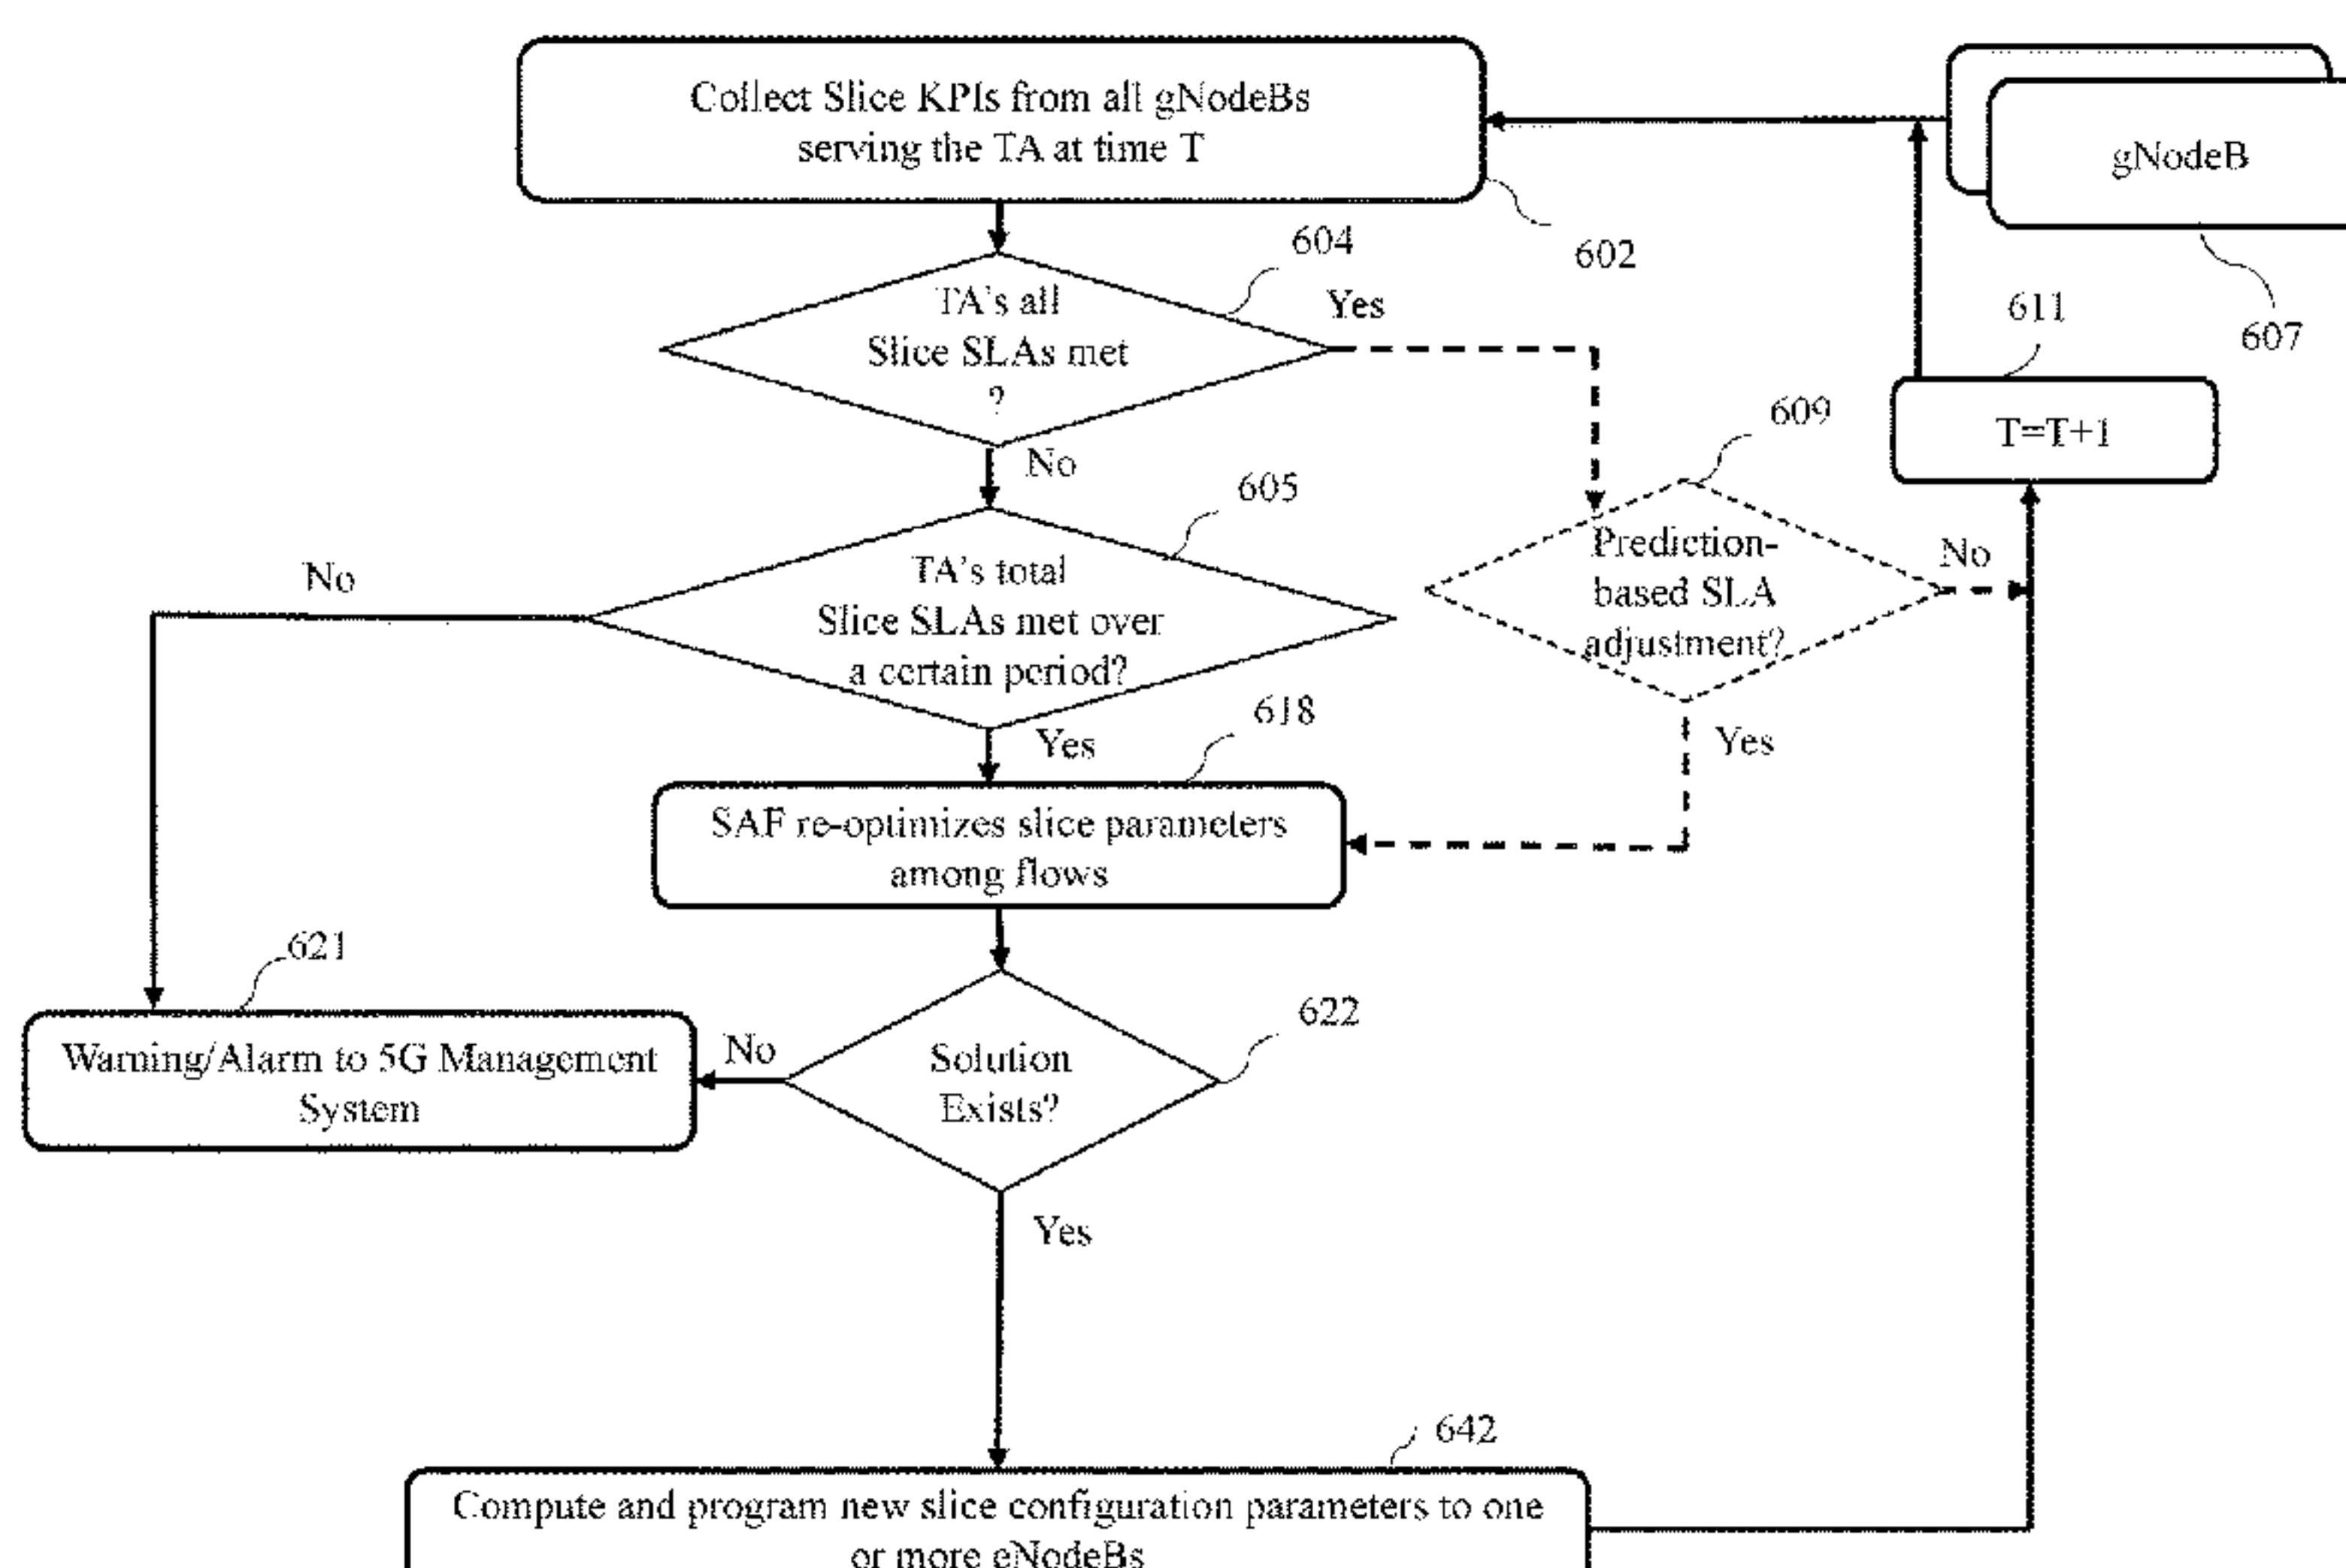 Collect Slice KPIs from all gNodeBs
serving the TA at time T
gNodeB
602
604
607
TA's all
Slice SLAs met
?
Yes
611
T=T+1
No
609
605
Prediction-
based SLA
adjustment?
No
No
TA's total
Slice SLAs met over
a certain period?
Yes
618
Yes
SAF re-optimizes slice parameters
among flows
621
622
Warning/Alarm to 5G Management
System
No
Solution
Exists?
Yes
642
Compute and program new slice configuration parameters to one
or more eNodeBs